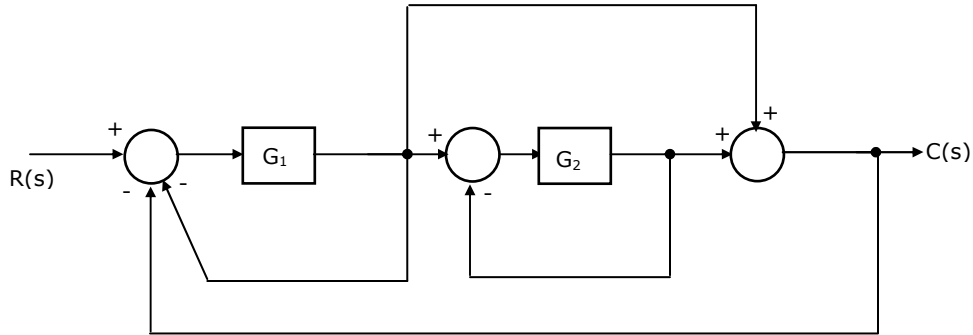 +
+
+
+
R(s)
-
-
G₁
-
G₂
C(s)